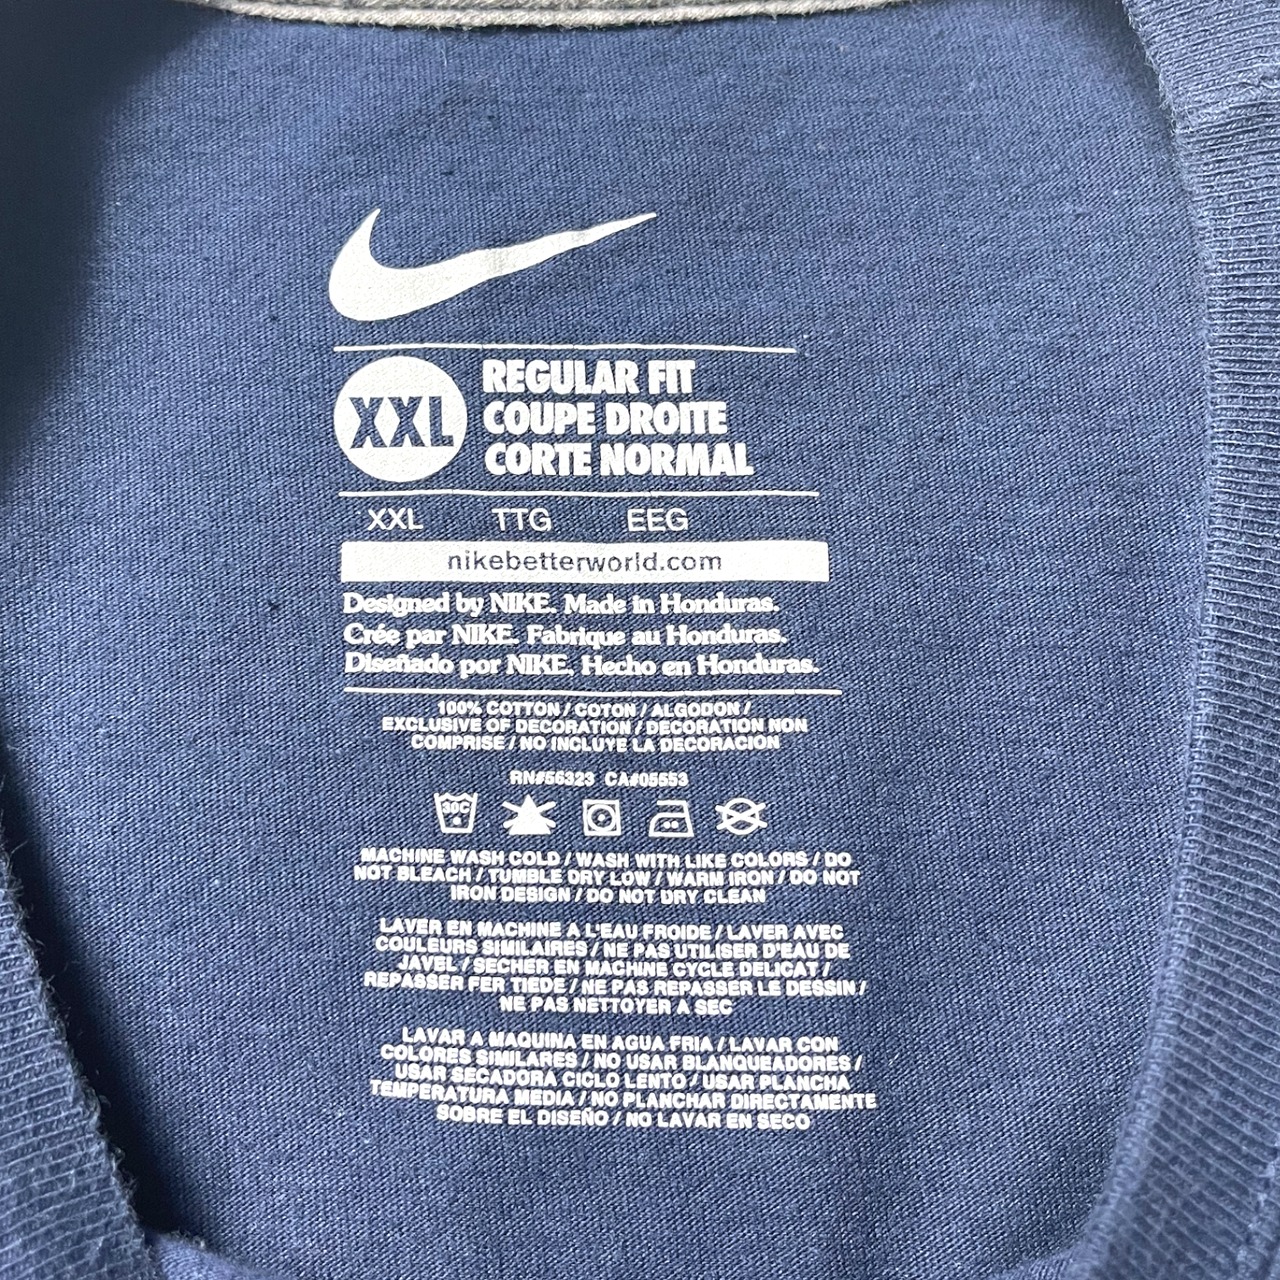 XXL
REGULAR FIT
COUPE DROITE
CORTE NORMAL
XXL TTG EEG
nikebetterworld.com
Designed by NIKE. Made in Honduras.
Crée par NIKE. Fabrique au Honduras.
Diseñado por NIKE, Hecho en Honduras.
100% COTTON / COTON / ALGODON /
EXCLUSIVE OF DECORATION / DECORATION NON
COMPRISE / NO INCLUYE LA DECORACION
RN#56323 CA#05553
30C
MACHINE WASH COLD / WASH WITH LIKE COLORS / DO
NOT BLEACH / TUMBLE DRY LOW / WARM IRON / DO NOT
IRON DESIGN / DO NOT DRY CLEAN
LAVER EN MACHINE A L'EAU FROIDE / LAVER AVEC
COULEURS SIMILAIRES / NE PAS UTILISER D'EAU DE
JAVEL / SECHER EN MACHINE CYCLE DELICAT /
REPASSER FER TIEDE / NE PAS REPASSER LE DESSIN /
NE PAS NETTOYER A SEC
LAVAR A MAQUINA EN AGUA FRIA / LAVAR CON
COLORES SIMILARES / NO USAR BLANQUEADORES /
USAR SECADORA CICLO LENTO / USAR PLANCHA
TEMPERATURA MEDIA / NO PLANCHAR DIRECTAMENTE
SOBRE EL DISEÑO / NO LAVAR EN SECO